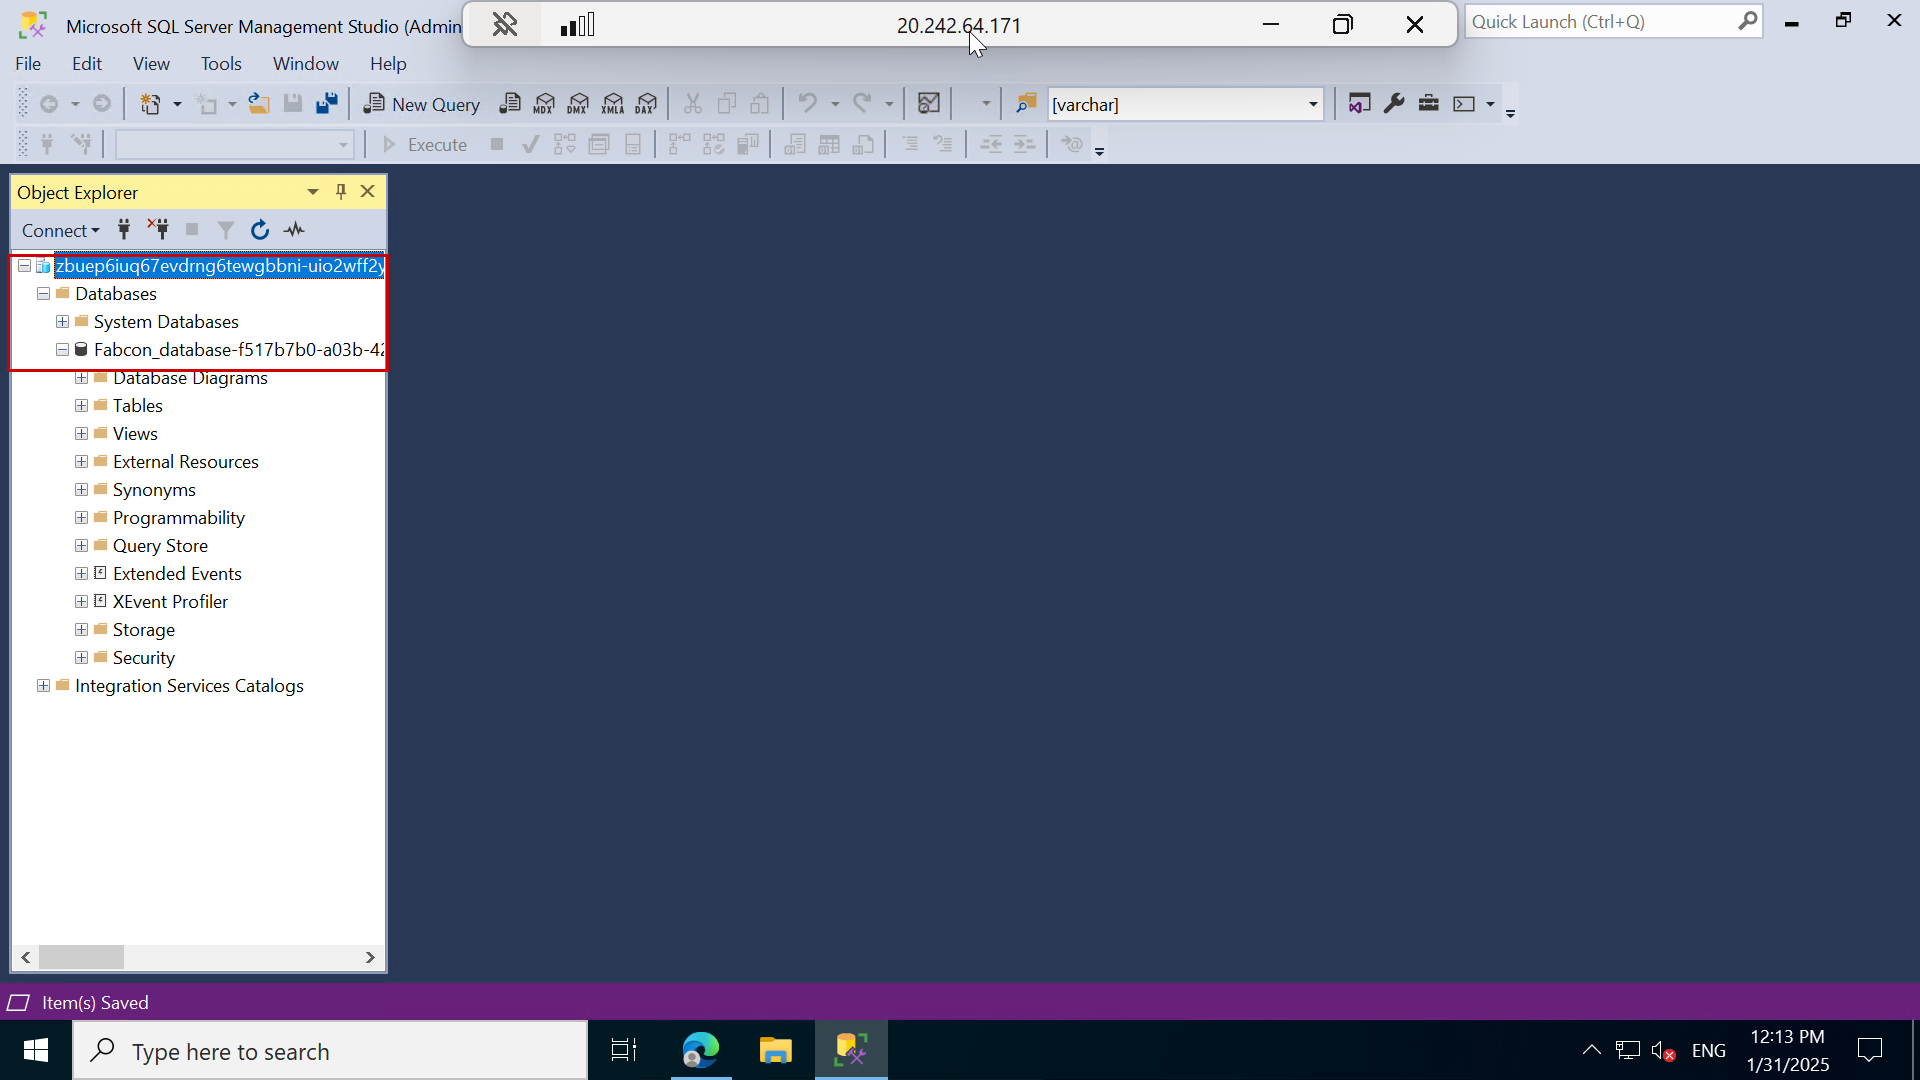 Microsoft SQL Server Management Studio (Admin
20.242.64.171
Quick Launch (Ctrl+Q)
File Edit View Tools Window Help
New Query
MDX DMX XMLA DAX
[varchar]
Execute
Object Explorer
Connect
zbuep6iuq67evdrng6tewgbbni-uio2wff2y
Databases
System Databases
Fabcon_database-f517b7b0-a03b-42
Database Diagrams
Tables
Views
External Resources
Synonyms
Programmability
Query Store
Extended Events
XEvent Profiler
Storage
Security
Integration Services Catalogs
Item(s) Saved
Type here to search
ENG
12:13 PM
1/31/2025